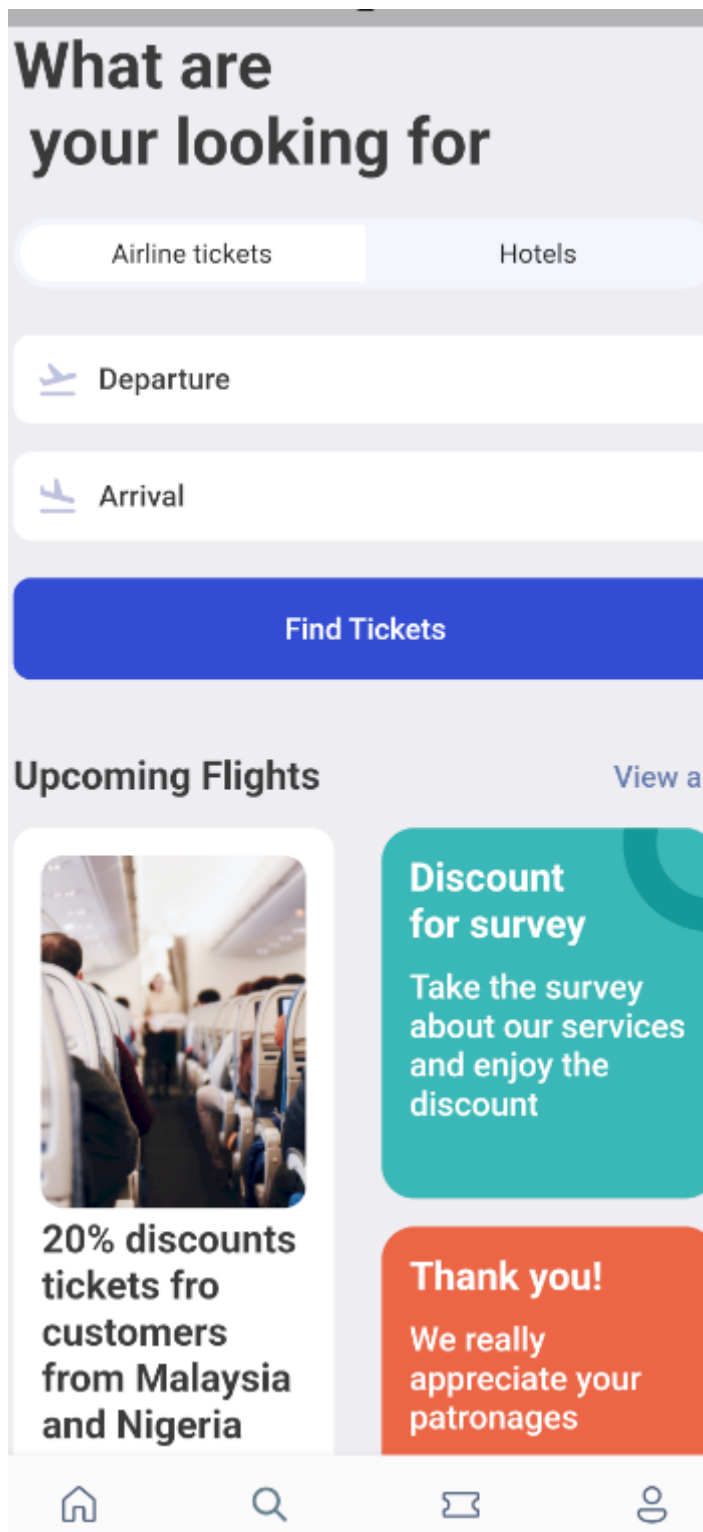 What are
your looking for
Airline tickets
Hotels
Departure
Arrival
Find Tickets
Upcoming Flights
View a
20% discounts
tickets fro
customers
from Malaysia
and Nigeria
Discount
for survey
Take the survey
about our services
and enjoy the
discount
Thank you!
We really
appreciate your
patronages